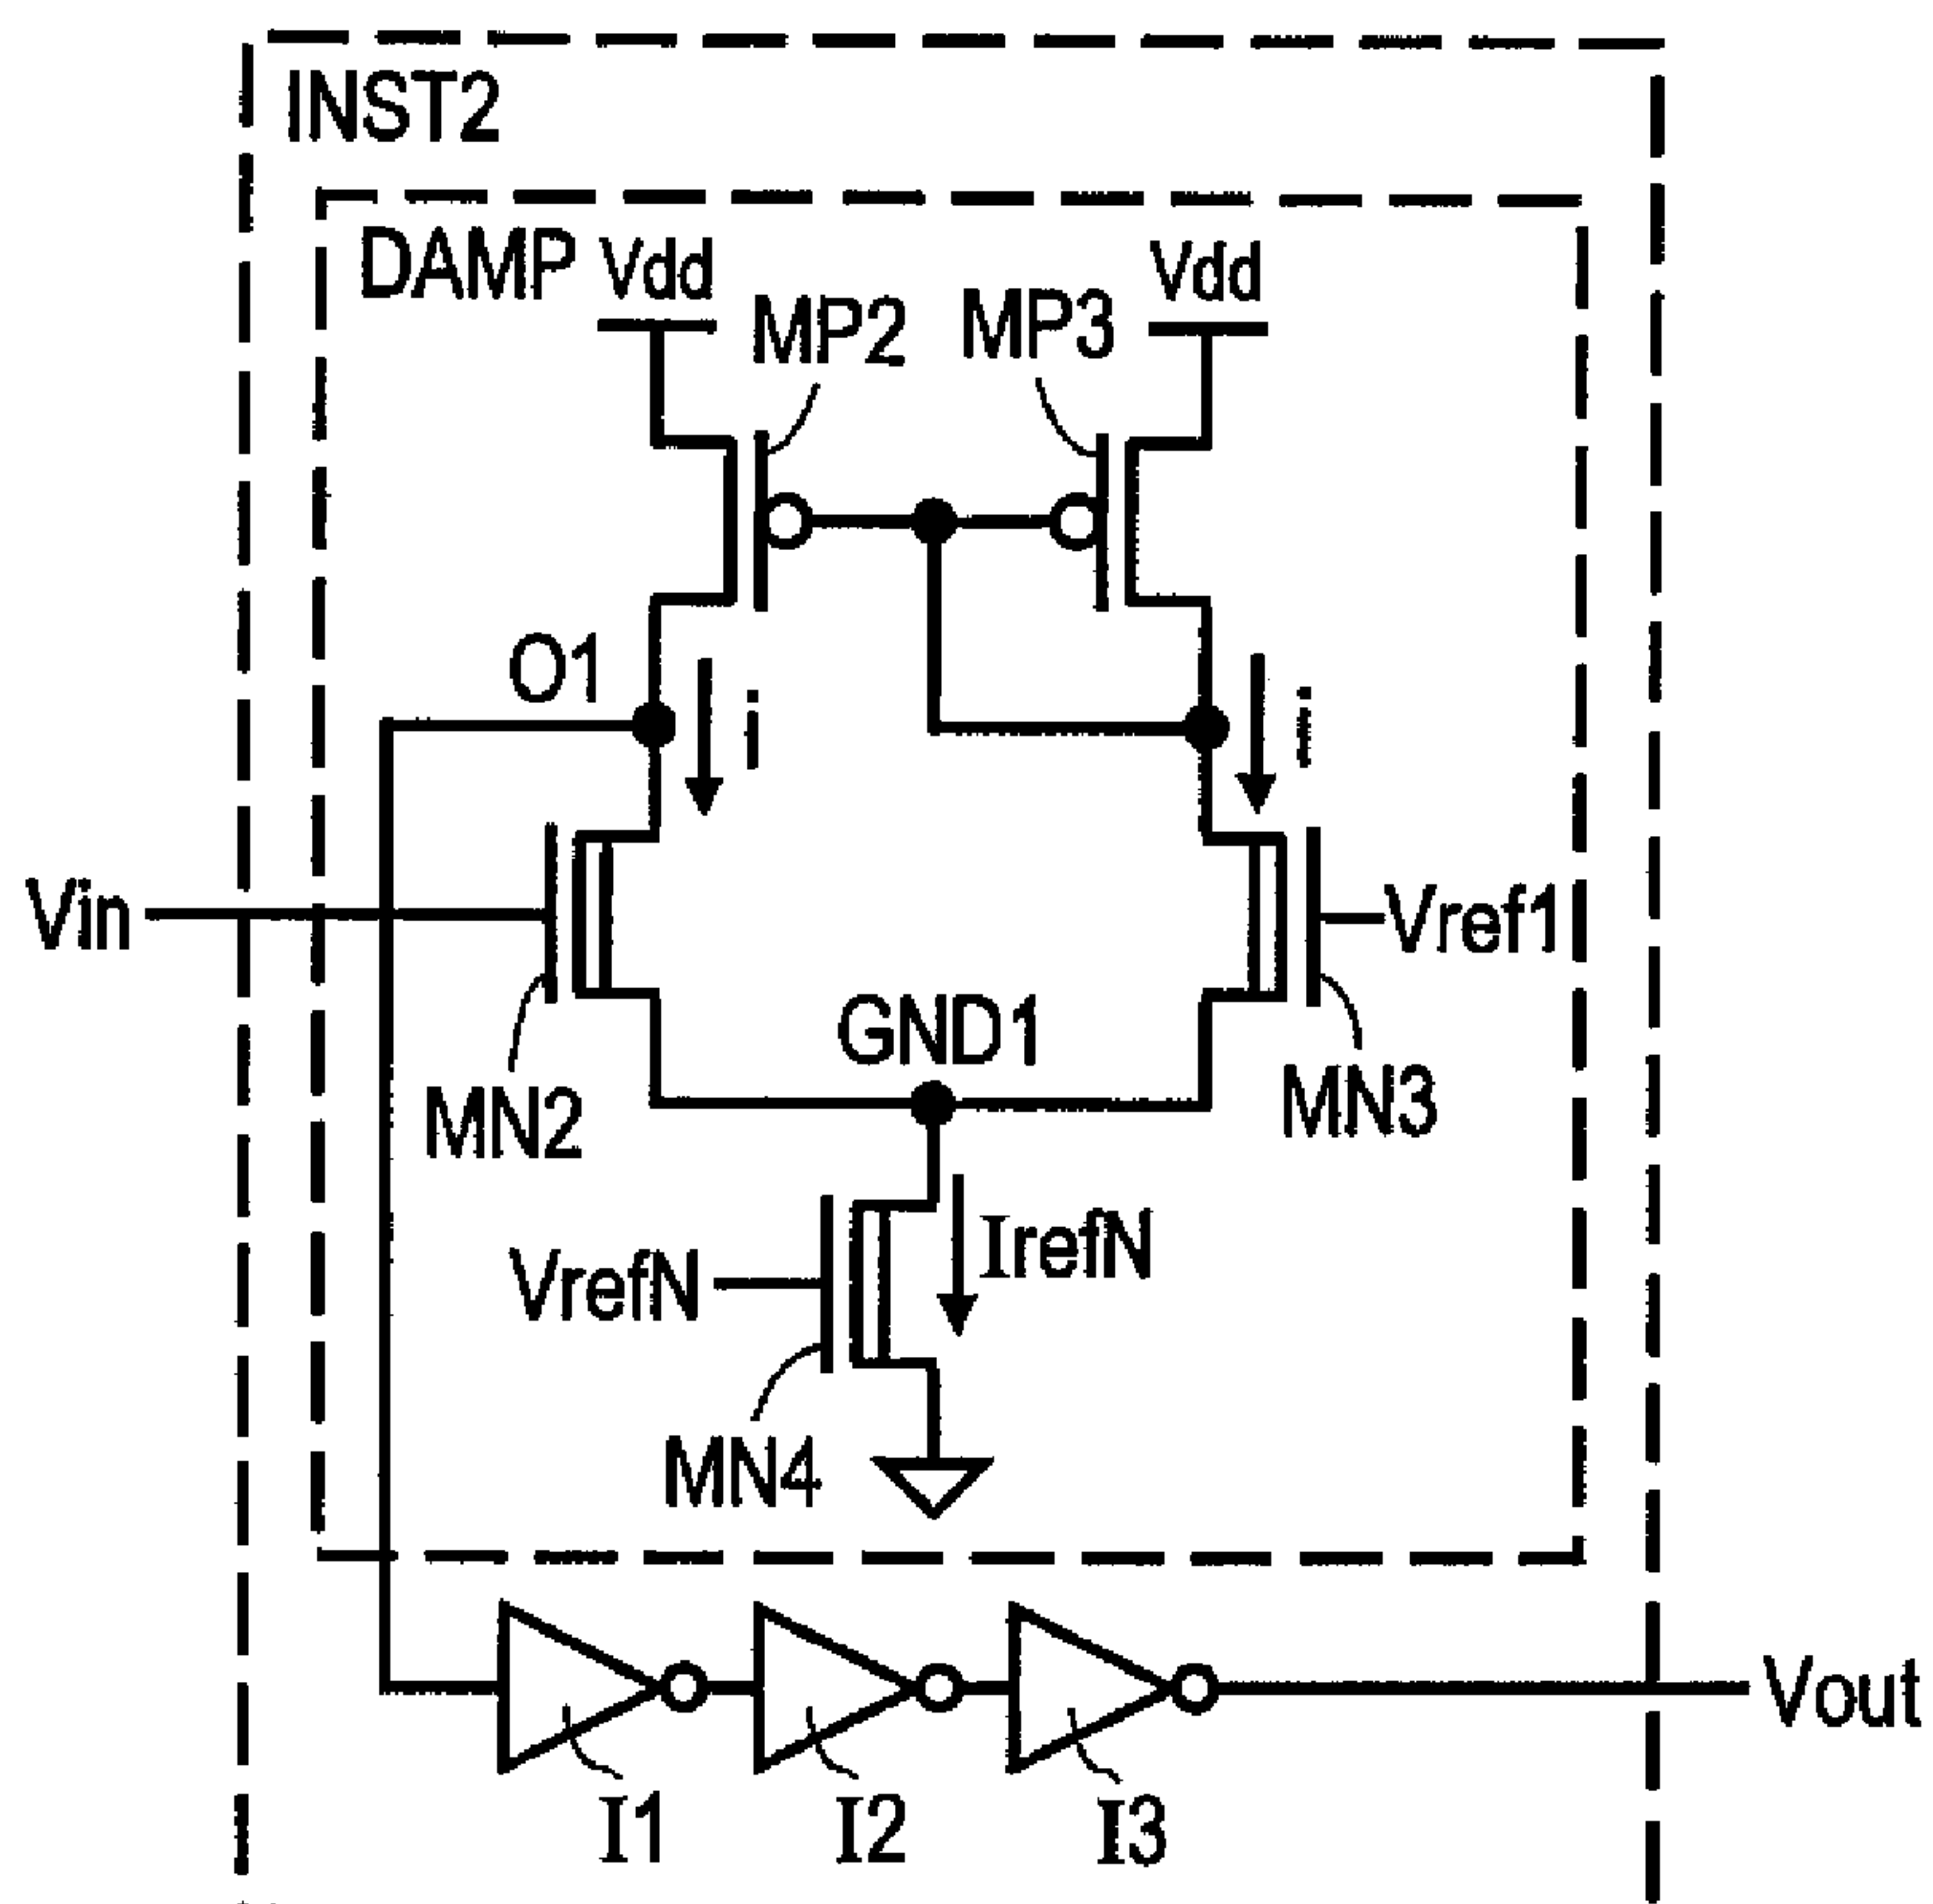 INST2
DAMP
Vdd
MP2
MP3
Vdd
O1
i
i
Vin
Vref1
GND1
MN2
MN3
VrefN
IrefN
MN4
Vout
I1
I2
I3